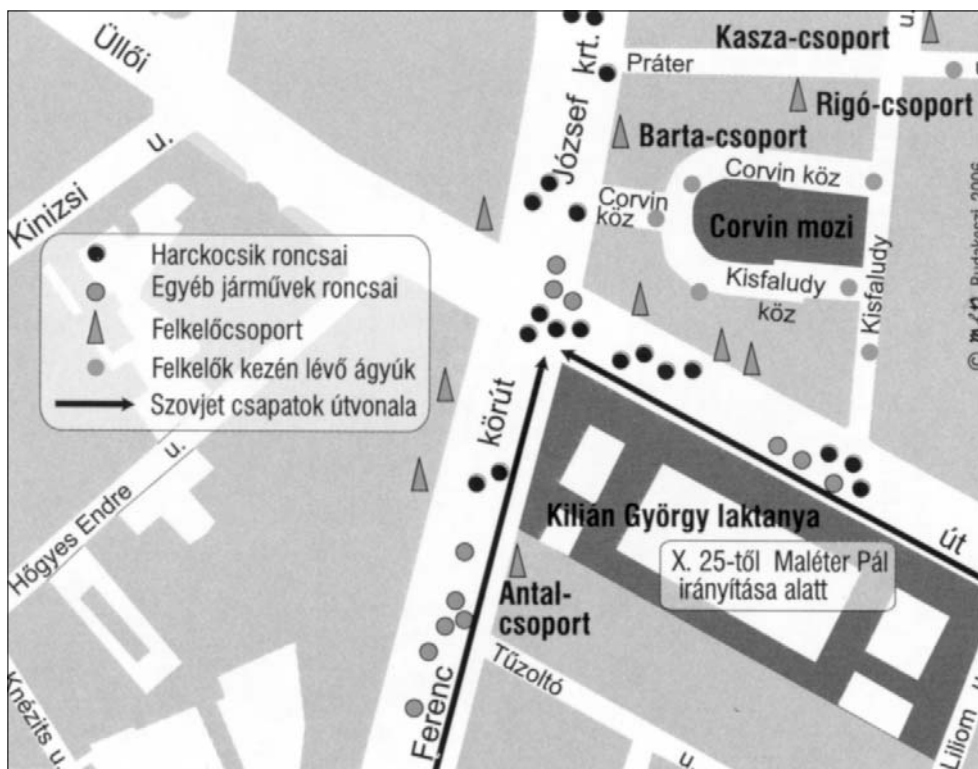 Üllői
József krt.
Kasza-csoport
u.
Práter
Rigó-csoport
Barta-csoport
u.
Kinizsi
Corvin köz
Corvin
köz
Corvin mozi
Kisfaludy
köz
Kisfaludy
Harckocsik roncsai
Egyéb járművek roncsai
Felkelőcsoport
Felkelők kezén lévő ágyúk
Szovjet csapatok útvonala
körút
u.
Hőgyes Endre
Kilián György laktanya
út
X. 25-től Maléter Pál
irányítása alatt
Antal-
csoport
Tűzoltó
u.
Ferenc
Knézits u.
Liliom